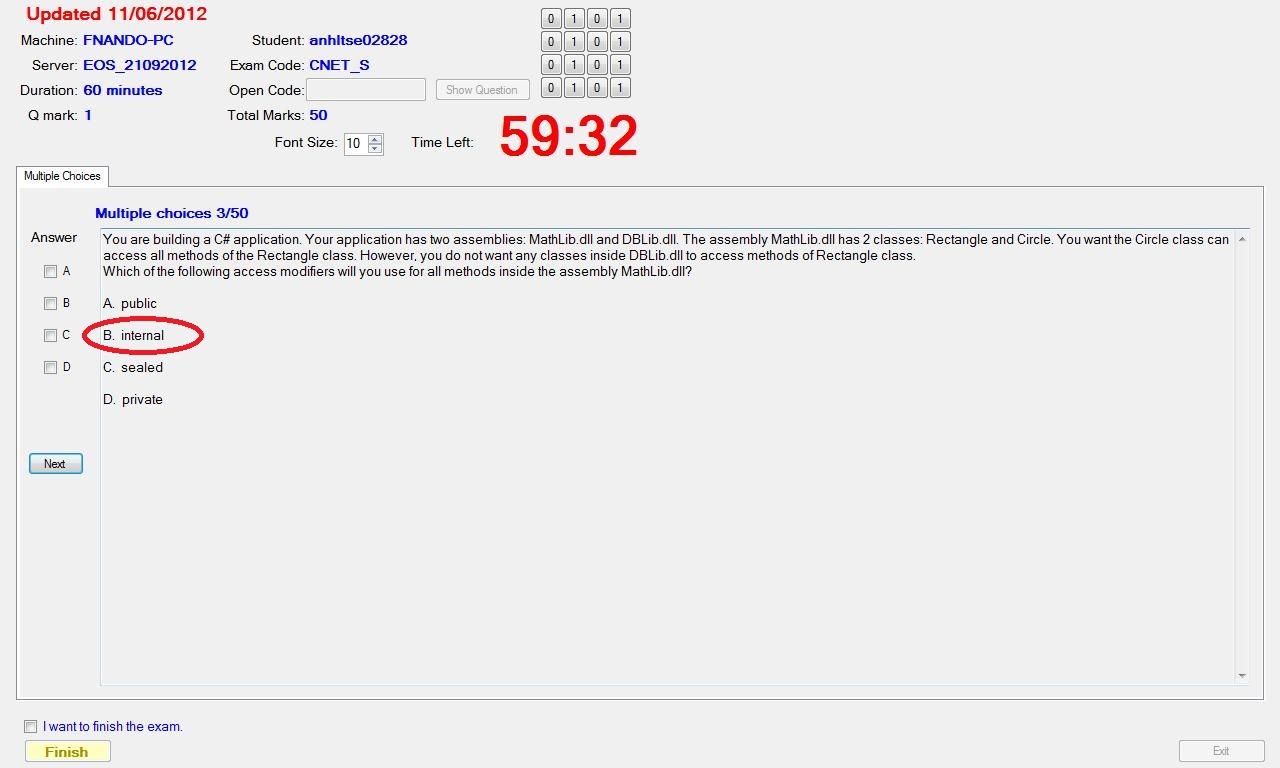 Updated 11/06/2012
Machine: FNANDO-PC Student: anhltse02828
Server: EOS_21092012 Exam Code: CNET_S
Duration: 60 minutes Open Code: Show Question
Q mark: 1 Total Marks: 50
Font Size: 10 Time Left: 59:32
0 1 0 1
0 1 0 1
0 1 0 1
0 1 0 1
Multiple Choices
Multiple choices 3/50
Answer
A
B
C
D
Next
You are building a C# application. Your application has two assemblies: MathLib.dll and DBLib.dll. The assembly MathLib.dll has 2 classes: Rectangle and Circle. You want the Circle class can
access all methods of the Rectangle class. However, you do not want any classes inside DBLib.dll to access methods of Rectangle class.
Which of the following access modifiers will you use for all methods inside the assembly MathLib.dll?
A. public
B. internal
C. sealed
D. private
I want to finish the exam.
Finish
Exit